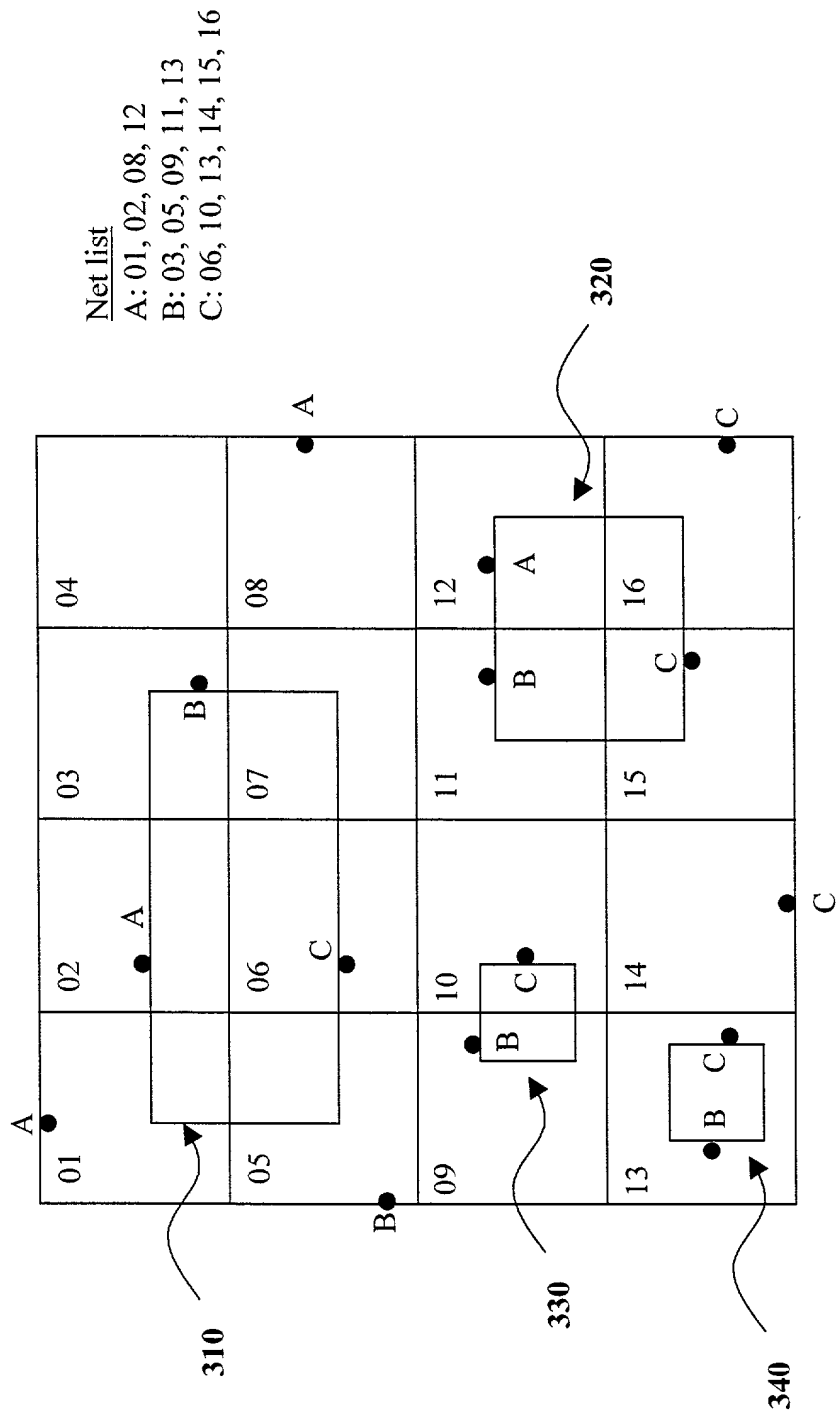 A
01 02 03 04
Net list
A: 01, 02, 08, 12
B: 03, 05, 09, 11, 13
C: 06, 10, 13, 14, 15, 16
A
B
310
05 06 07 08
A
C
B
09 10 11 12
B C B A
330
320
13 14 15 16
C
B C C
340
C